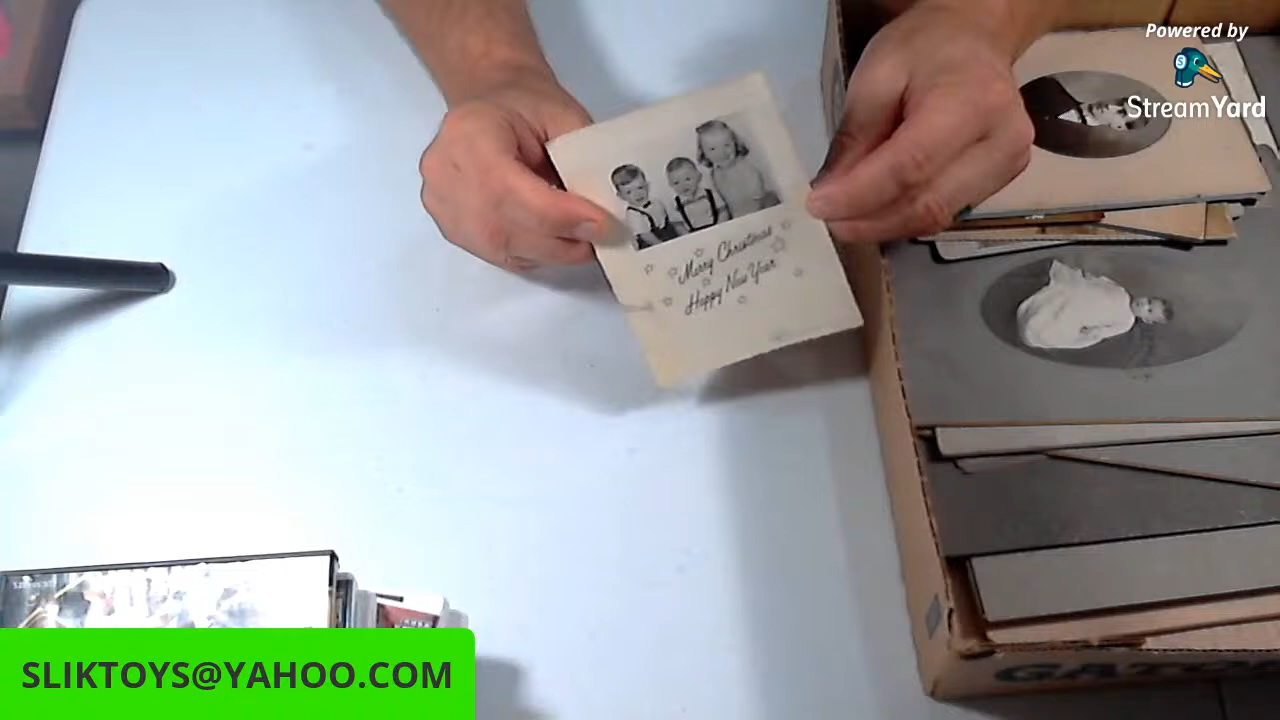 Powered by
StreamYard
Merry Christmas
Happy New Year
SLIKTOYS@YAHOO.COM